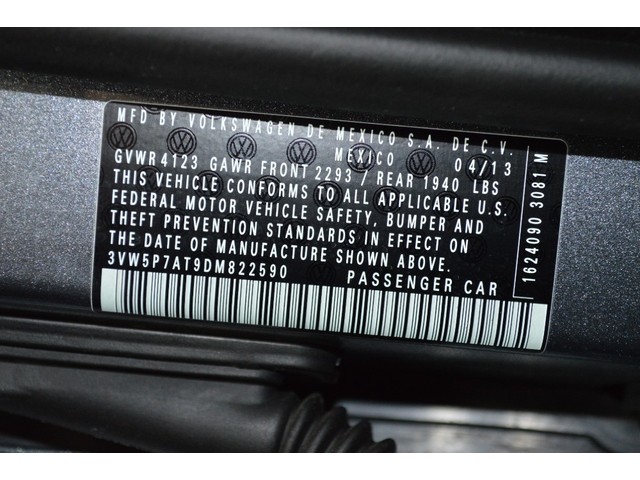 MFD BY VOLKSWAGEN DE MEXICO S.A. DE C.V.
MEXICO 04/13
GVWR 4123 GAWR FRONT 2293 / REAR 1940 LBS
THIS VEHICLE CONFORMS TO ALL APPLICABLE U.S.
FEDERAL MOTOR VEHICLE SAFETY, BUMPER AND
THEFT PREVENTION STANDARDS IN EFFECT ON
THE DATE OF MANUFACTURE SHOWN ABOVE.
3VW5P7AT9DM822590 PASSENGER CAR
1624090 3081 M